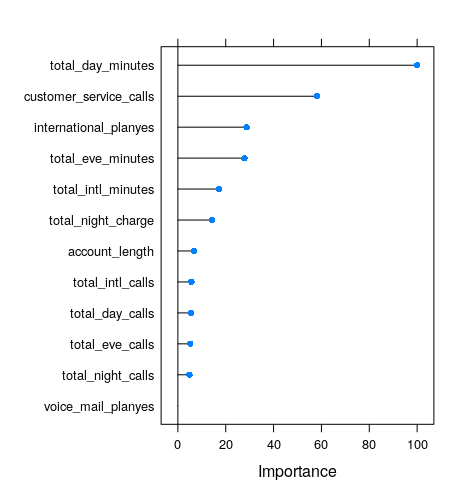 total_day_minutes
customer_service_calls
international_planyes
total_eve_minutes
total_intl_minutes
total_night_charge
account_length
total_intl_calls
total_day_calls
total_eve_calls
total_night_calls
voice_mail_planyes
0 20 40 60 80 100
Importance